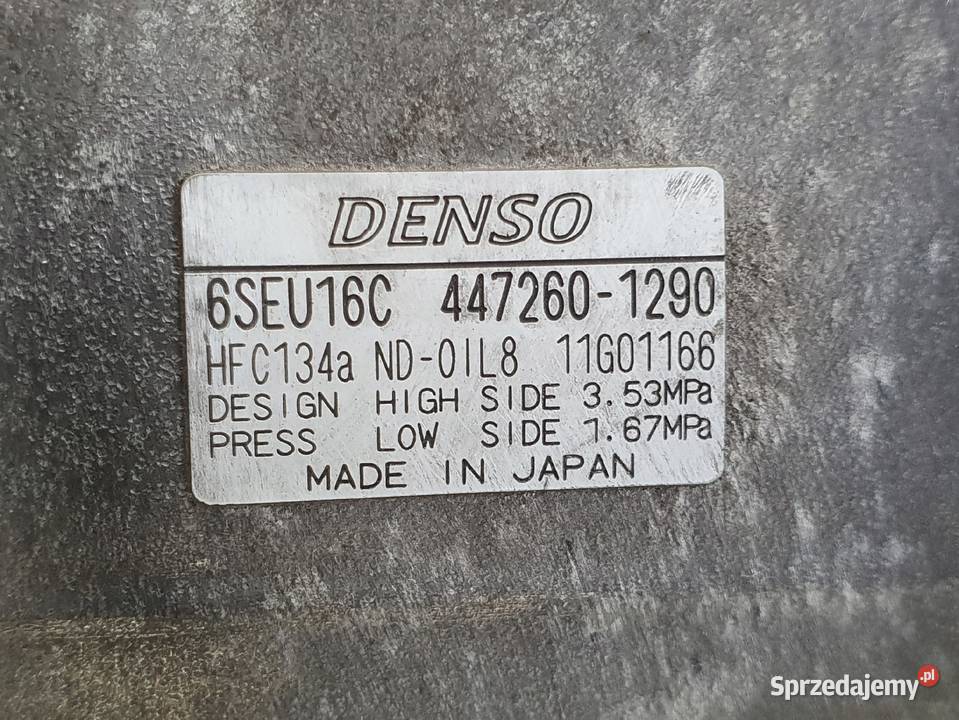 DENSO
6SEU16C 447260-1290
HFC134a ND-OIL8 11G01166
DESIGN HIGH SIDE 3.53MPa
PRESS LOW SIDE 1.67MPa
MADE IN JAPAN
Sprzedajemy.pl